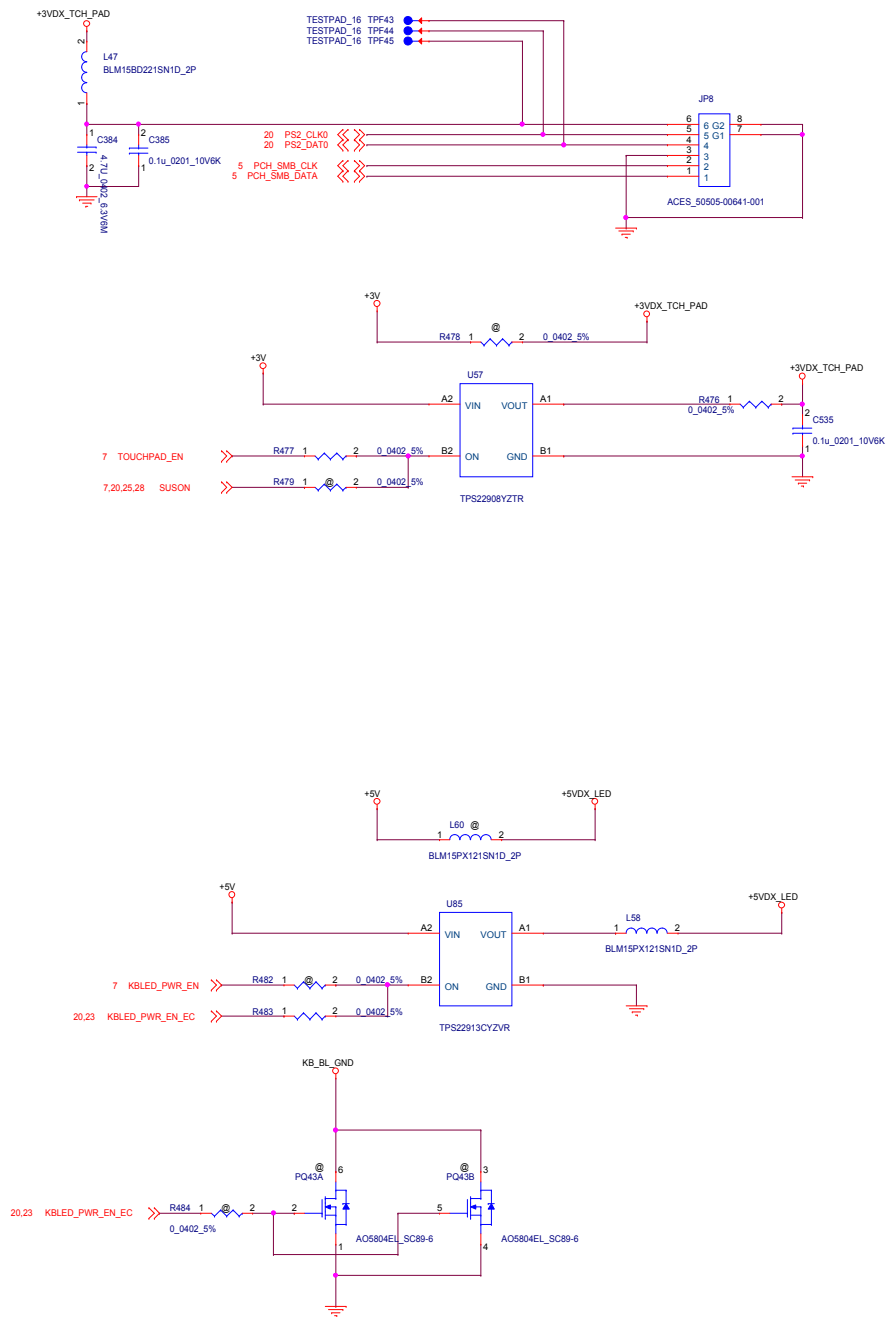 +3VDX_TCH_PAD
2
L47
BLM15BD221SN1D_2P
1
TESTPAD_16 TPF43
TESTPAD_16 TPF44
TESTPAD_16 TPF45
1 C384
4.7U_0402_6.3V6M
2
2 C385
0.1u_0201_10V6K
1
20 PS2_CLK0
20 PS2_DAT0
5 PCH_SMB_CLK
5 PCH_SMB_DATA
JP8
6 6 G2 8
5 5 G1 7
4 4
3 3
2 2
1 1
ACES_50505-00641-001
+3V
+3VDX_TCH_PAD
@
R478 1 2 0_0402_5%
+3V
U57
+3VDX_TCH_PAD
A2 VIN VOUT A1
R476 1 2
0_0402_5%
2 C535
0.1u_0201_10V6K
1
7 TOUCHPAD_EN
R477 1 2 0_0402_5%
B2 ON GND B1
7,20,25,28 SUSON
R479 1 @ 2 0_0402_5%
TPS22908YZTR
+5V
+5VDX_LED
L60 @
1 2
BLM15PX121SN1D_2P
+5V
U85
+5VDX_LED
A2 VIN VOUT A1
L58
1 2
BLM15PX121SN1D_2P
7 KBLED_PWR_EN
R482 1 @ 2 0_0402_5%
B2 ON GND B1
20,23 KBLED_PWR_EN_EC
R483 1 2 0_0402_5%
TPS22913CYZVR
KB_BL_GND
@
PQ43A
6
@
PQ43B
3
20,23 KBLED_PWR_EN_EC
R484 1 @ 2
0_0402_5%
2
5
AO5804EL_SC89-6
1
AO5804EL_SC89-6
4